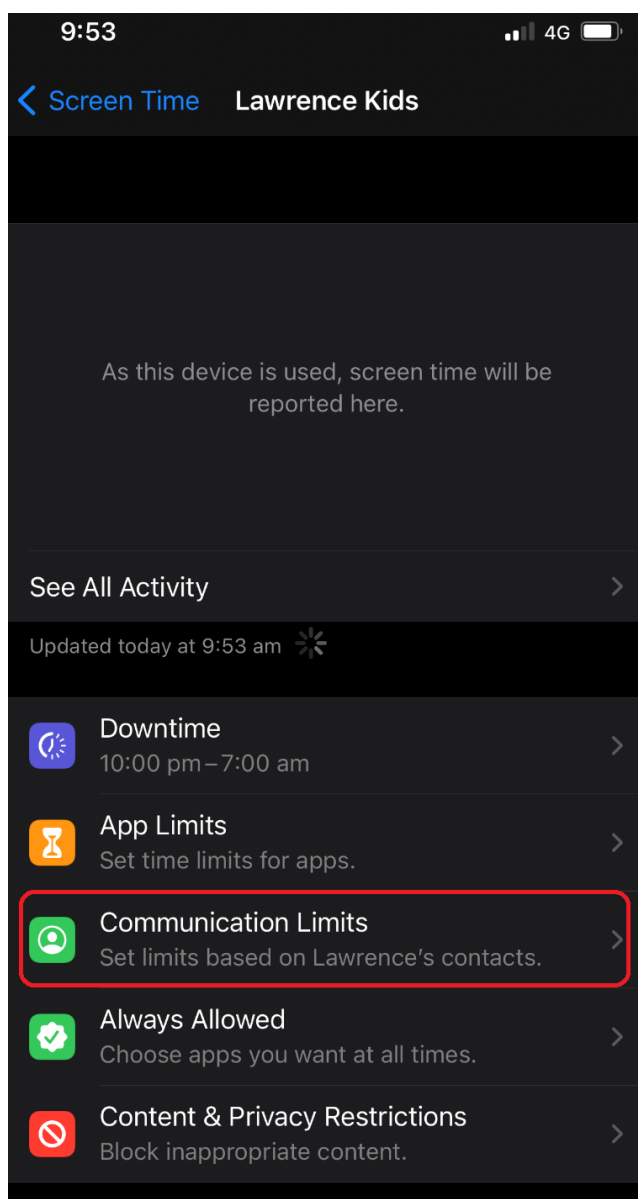 9:53
4G
Screen Time
Lawrence Kids
As this device is used, screen time will be
reported here.
See All Activity
Updated today at 9:53 am
Downtime
10:00 pm – 7:00 am
App Limits
Set time limits for apps.
Communication Limits
Set limits based on Lawrence’s contacts.
Always Allowed
Choose apps you want at all times.
Content & Privacy Restrictions
Block inappropriate content.